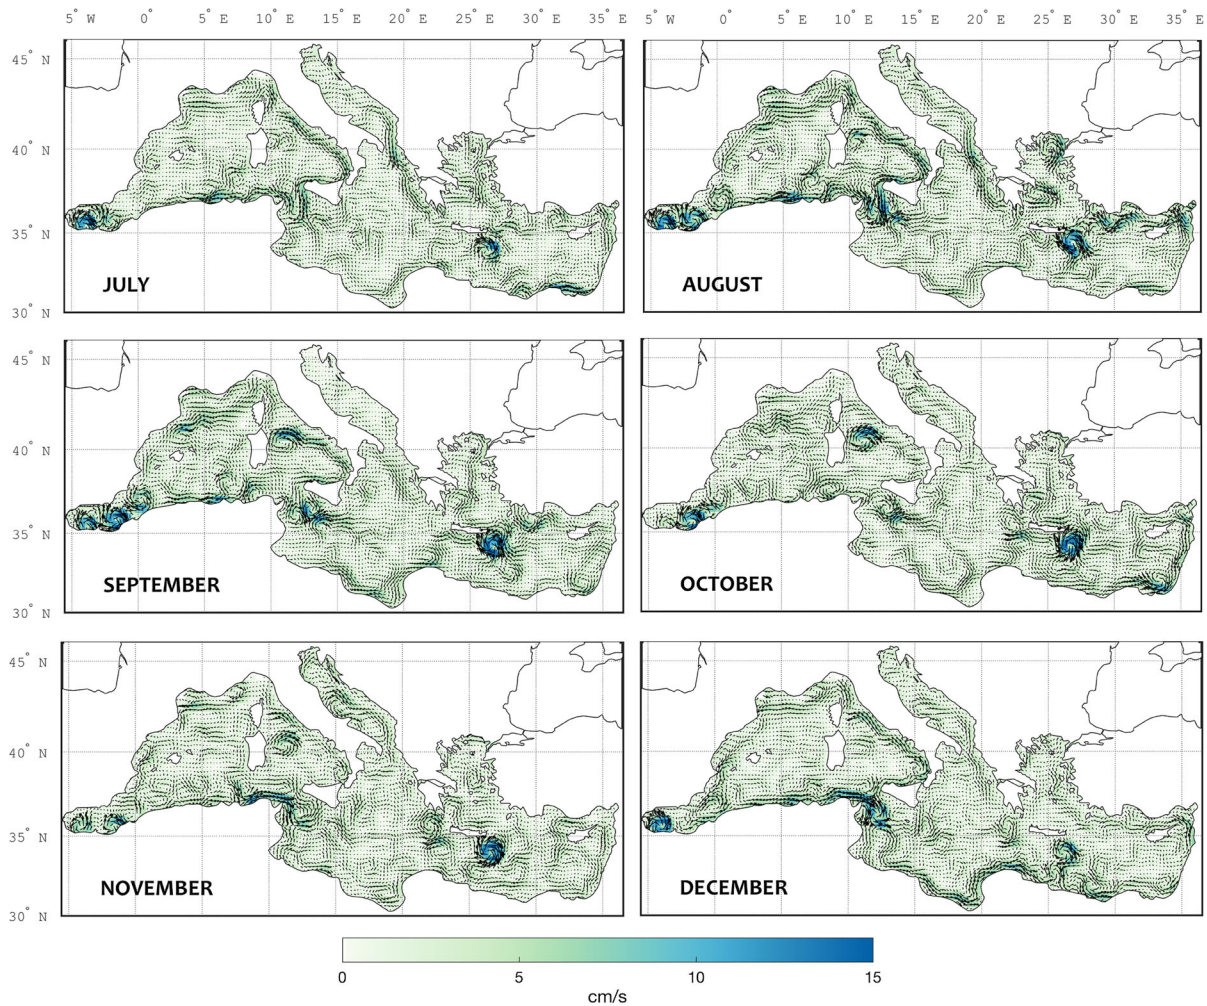 5° W 0° 5° E 10° E 15° E 20° E 25° E 30° E 35° E 5° W 0° 5° E 10° E 15° E 20° E 25° E 30° E 35° E
45° N
40° N
35° N
30° N
JULY AUGUST
45° N
40° N
35° N
30° N
SEPTEMBER OCTOBER
45° N
40° N
35° N
30° N
NOVEMBER DECEMBER
0 5 10 15
cm/s